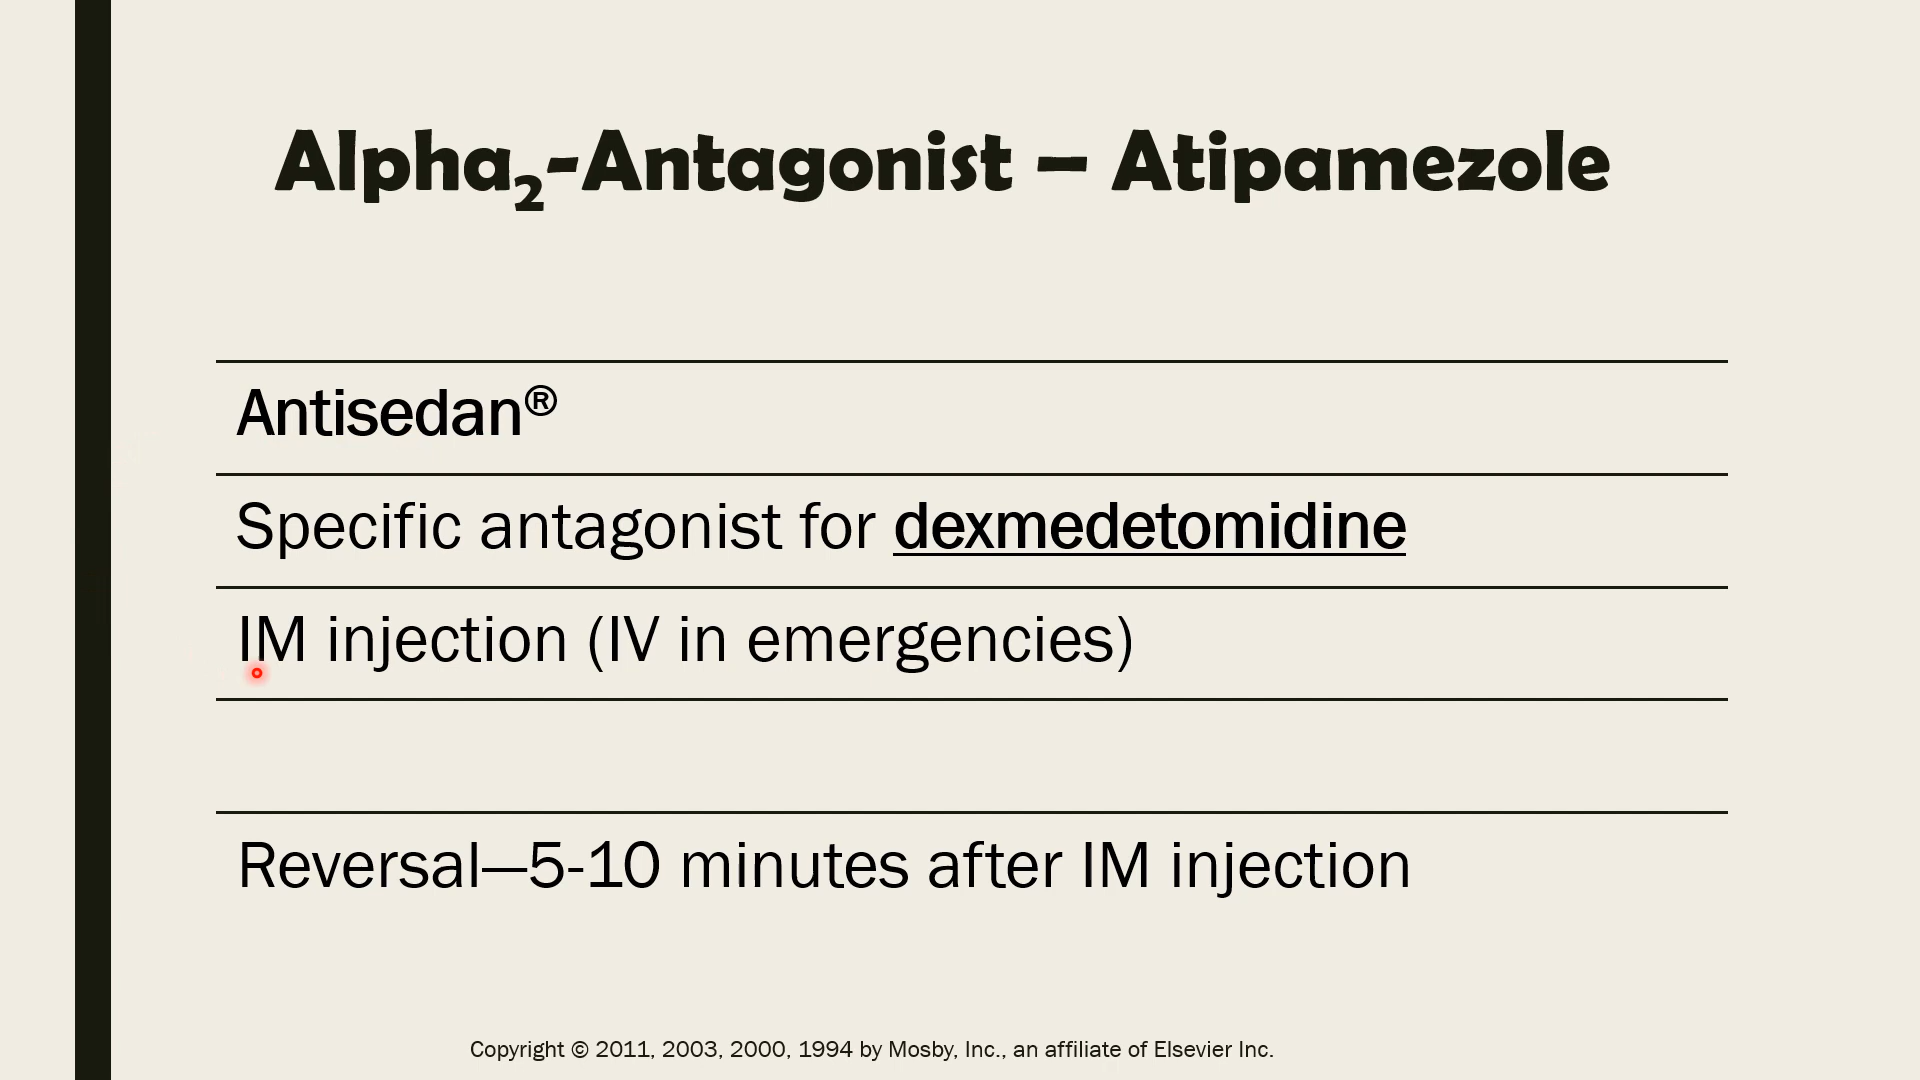 Alpha₂-Antagonist – Atipamezole
Antisedan®
Specific antagonist for dexmedetomidine
IM injection (IV in emergencies)
Reversal—5-10 minutes after IM injection
Copyright © 2011, 2003, 2000, 1994 by Mosby, Inc., an affiliate of Elsevier Inc.